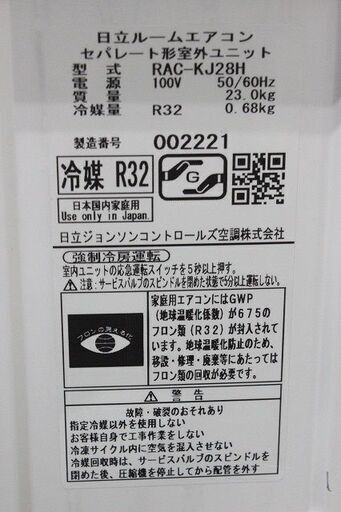 日立ルームエアコン
セパレート形室外ユニット
型式 RAC-KJ28H
電源 100V 50/60Hz
質量 23.0kg
冷媒量 R32 0.68kg
製造番号 002221
冷媒 R32
G
日本国内家庭用
Use only in Japan.
日立ジョンソンコントロールズ空調株式会社
強制冷房運転
室内ユニットの応急運転スイッチを5秒以上押す。
⚠注意:サービスバルブのスピンドルを閉めた状態で5分以上運転しない。
フロンの見える化
家庭用エアコンにはGWP
(地球温暖化係数)が675の
フロン類(R32)が封入されて
います。地球温暖化防止のため、
移設・修理・廃棄等にあたっては
フロン類の回収が必要です。
⚠ 警告
故障・破裂のおそれあり
指定冷媒以外を使用しない
お客様自身で工事作業をしない
冷凍サイクル内に空気を混入させない
冷媒回収時は、サービスバルブのスピンドルを
閉めた後、圧縮機を停止してから配管を外す